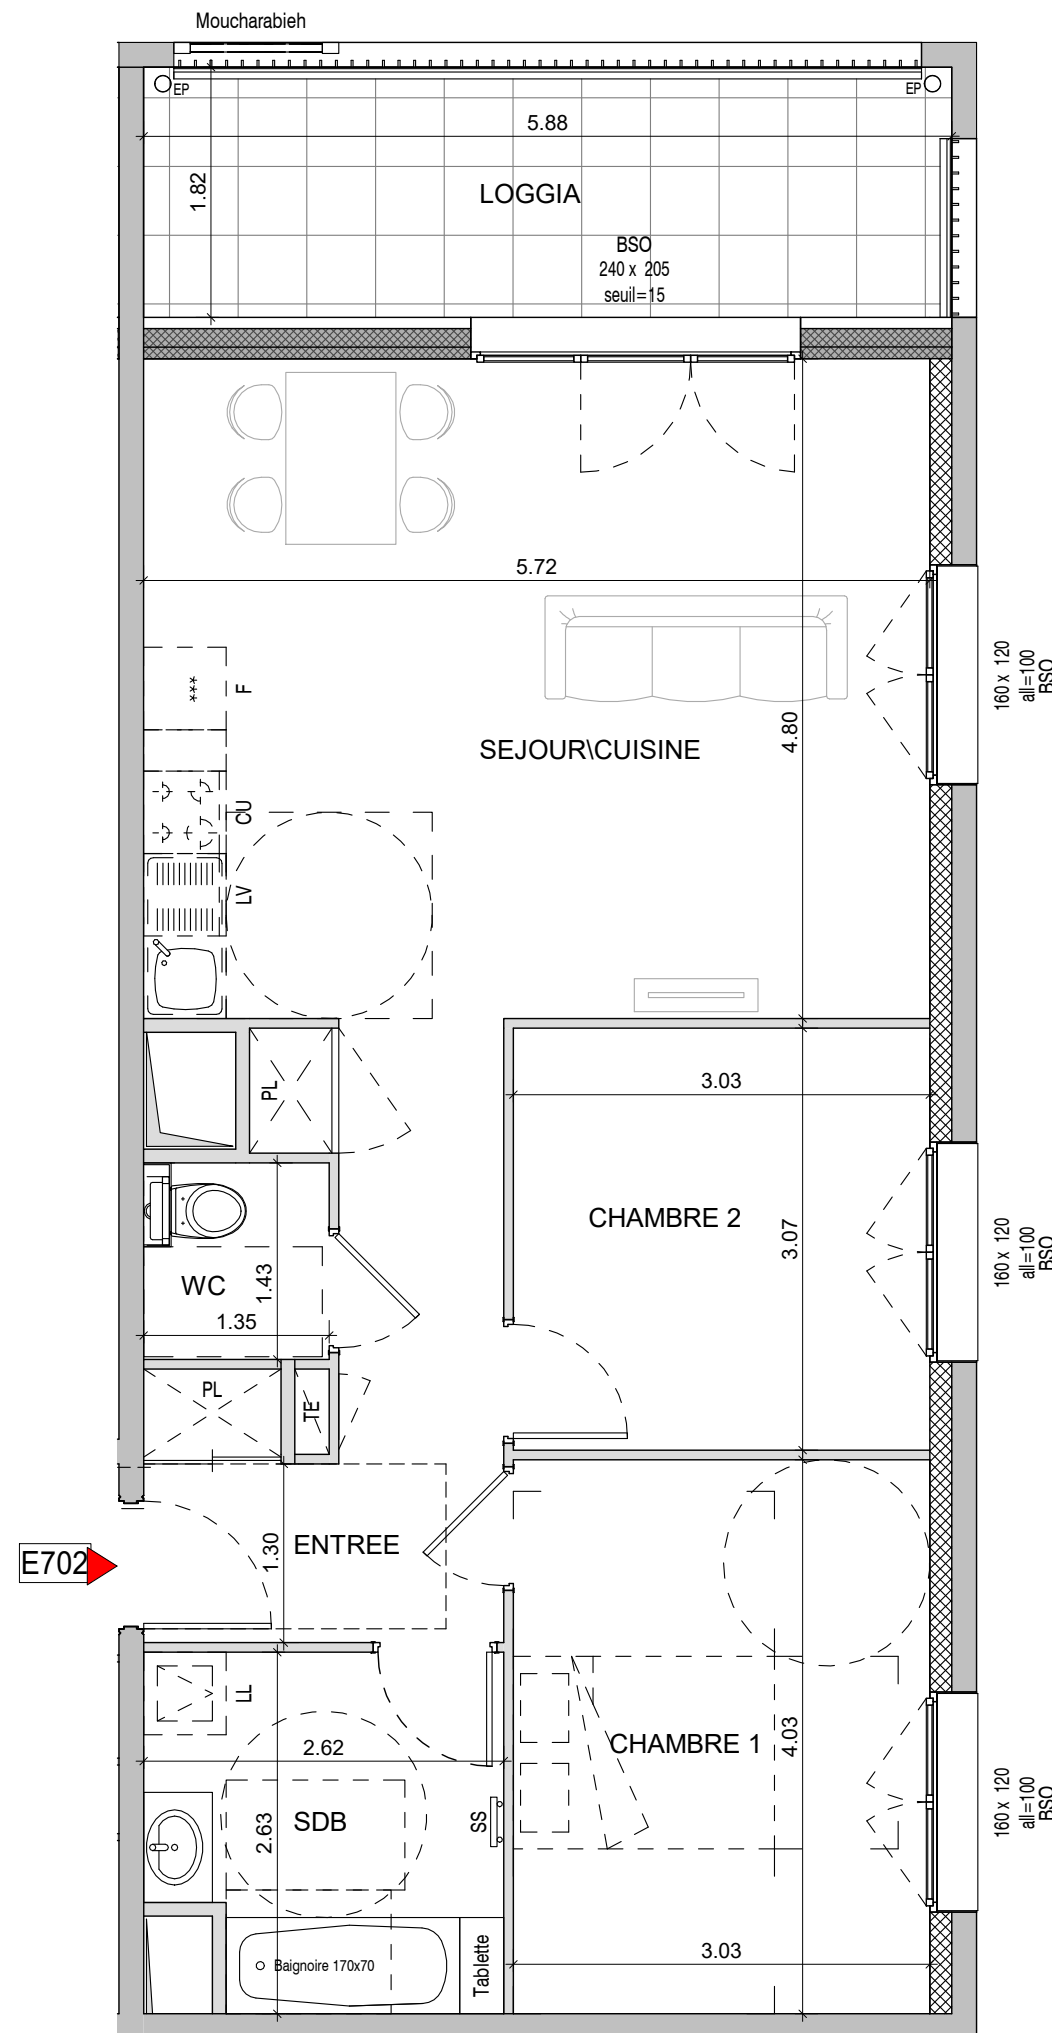 Moucharabieh
EP
EP
5.88
1.82
LOGGIA
BSO
240 x 205
seuil=15
5.72
160 x 120
all=100
BSO
F
***
4.80
SEJOUR\CUISINE
CU
LV
PL
3.03
CHAMBRE 2
3.07
160 x 120
all=100
BSO
WC
1.43
1.35
PL
TE
E702
1.30
ENTREE
LL
2.62
CHAMBRE 1
4.03
160 x 120
all=100
BSO
SDB
2.63
SS
3.03
Baignoire 170x70
Tablette